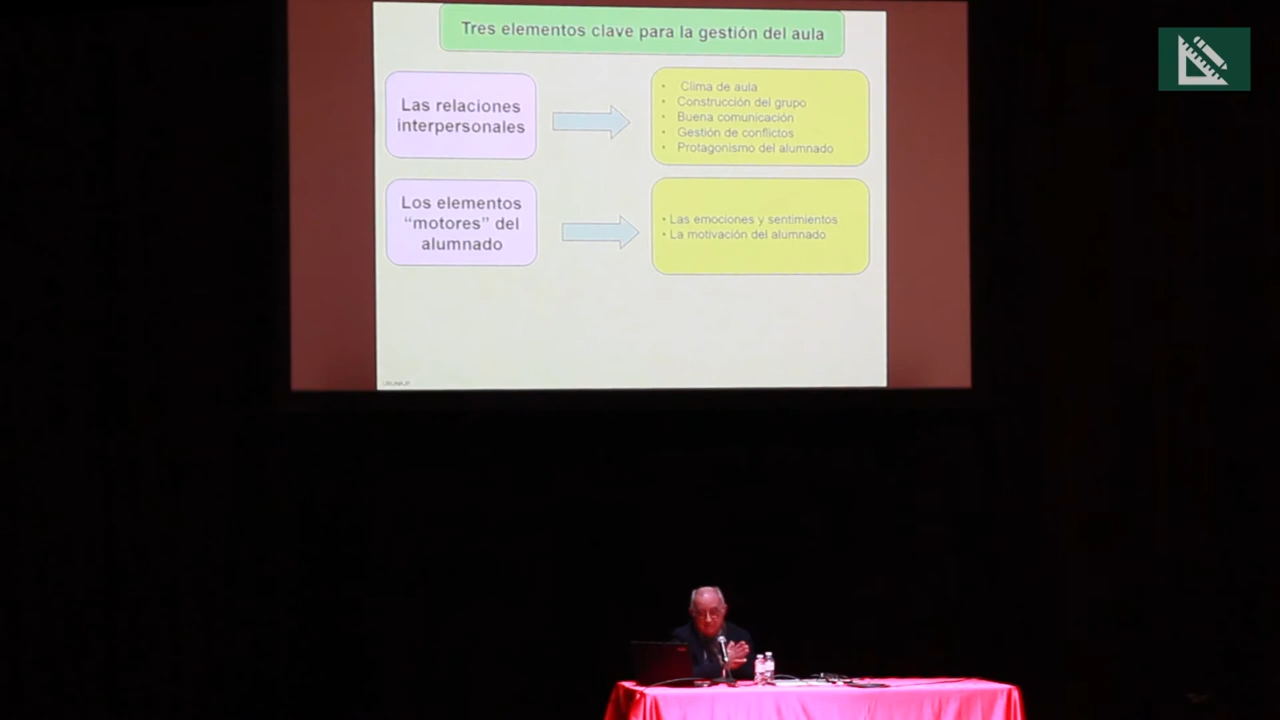 Tres elementos clave para la gestión del aula
Las relaciones
interpersonales
• Clima de aula
• Construcción del grupo
• Buena comunicación
• Gestión de conflictos
• Protagonismo del alumnado
Los elementos
“motores” del
alumnado
• Las emociones y sentimientos
• La motivación del alumnado